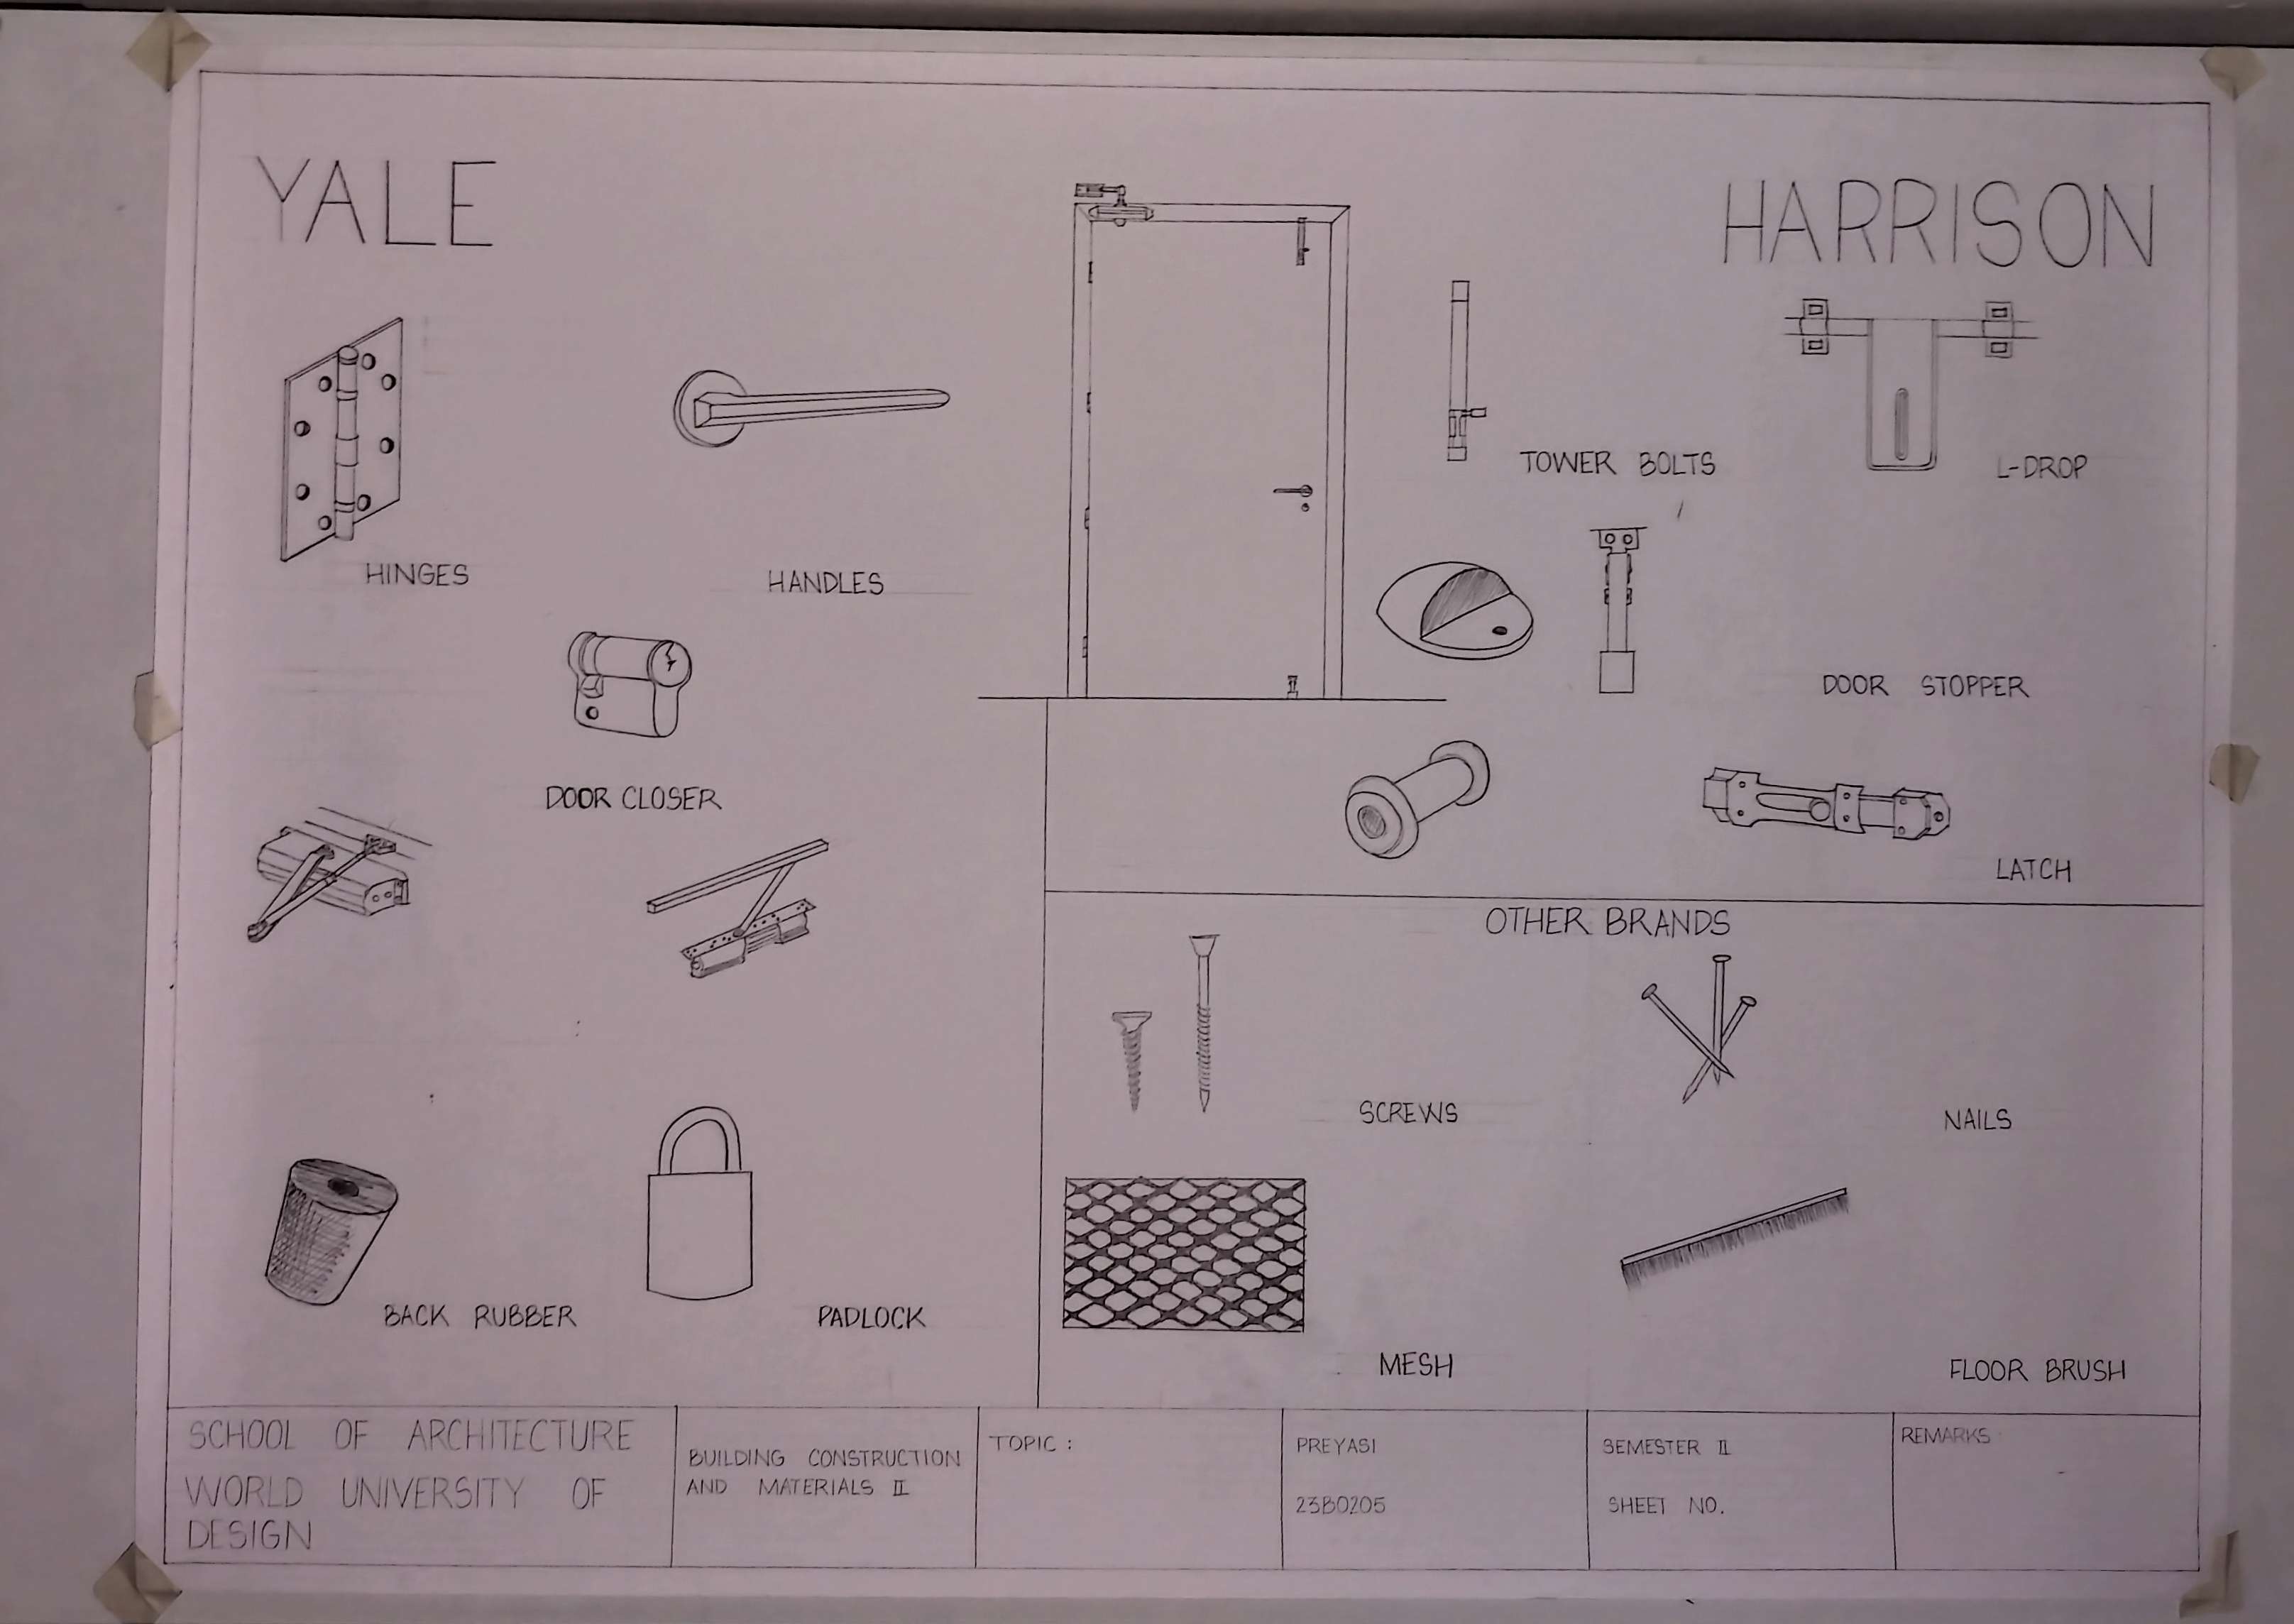 YALE
HARRISON
HINGES
HANDLES
TOWER BOLTS
L-DROP
DOOR STOPPER
DOOR CLOSER
LATCH
OTHER BRANDS
SCREWS
NAILS
BACK RUBBER
PADLOCK
MESH
FLOOR BRUSH
SCHOOL OF ARCHITECTURE
WORLD UNIVERSITY OF
DESIGN
BUILDING CONSTRUCTION
AND MATERIALS II
TOPIC :
PREYASI
23B0205
SEMESTER II
SHEET NO.
REMARKS